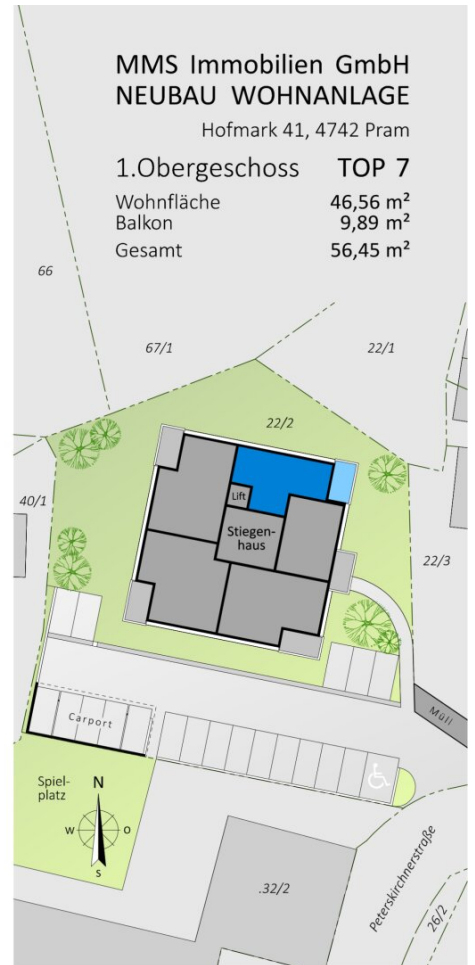 MMS Immobilien GmbH
NEUBAU WOHNANLAGE
Hofmark 41, 4742 Pram
1.Obergeschoss TOP 7
Wohnfläche 46,56 m²
Balkon 9,89 m²
Gesamt 56,45 m²
66
67/1
22/1
22/2
40/1
Lift
Stiegen-
haus
22/3
Müll
Carport
Spiel-
platz
N
W O
S
.32/2
Peterskirchnerstraße
26/2